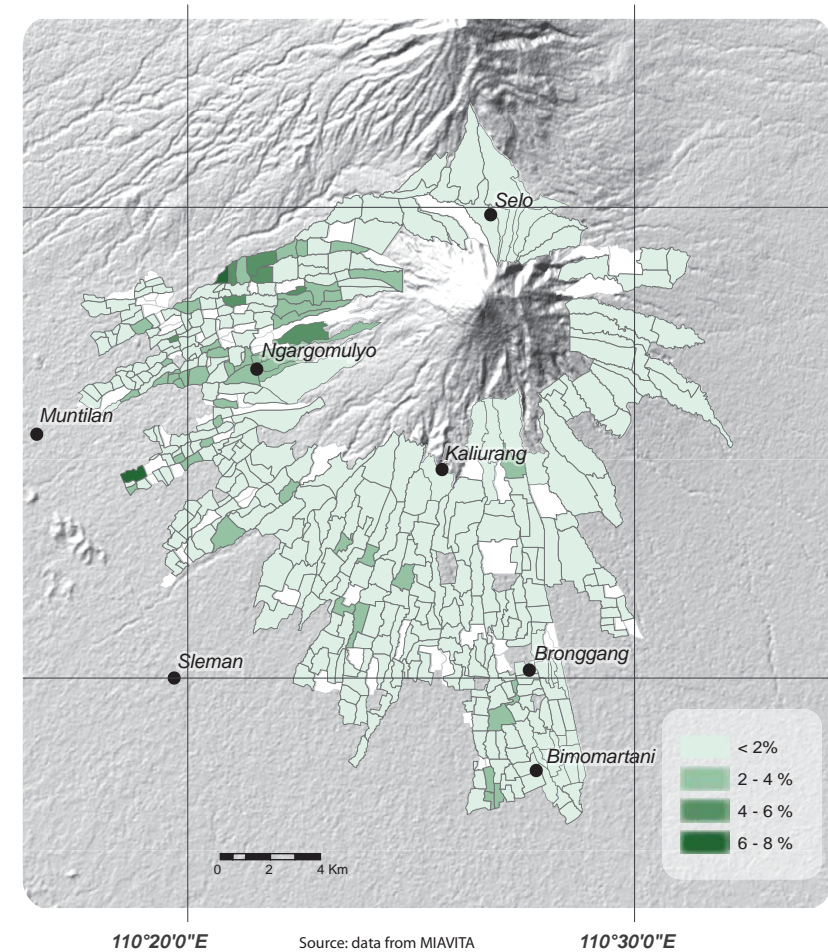 Selo
Ngargomulyo
Muntilan
Kaliurang
Sleman
Bronggang
Bimomartani
< 2%
2 - 4 %
4 - 6 %
6 - 8 %
0 2 4 Km
110°20'0"E Source: data from MIAVITA 110°30'0"E